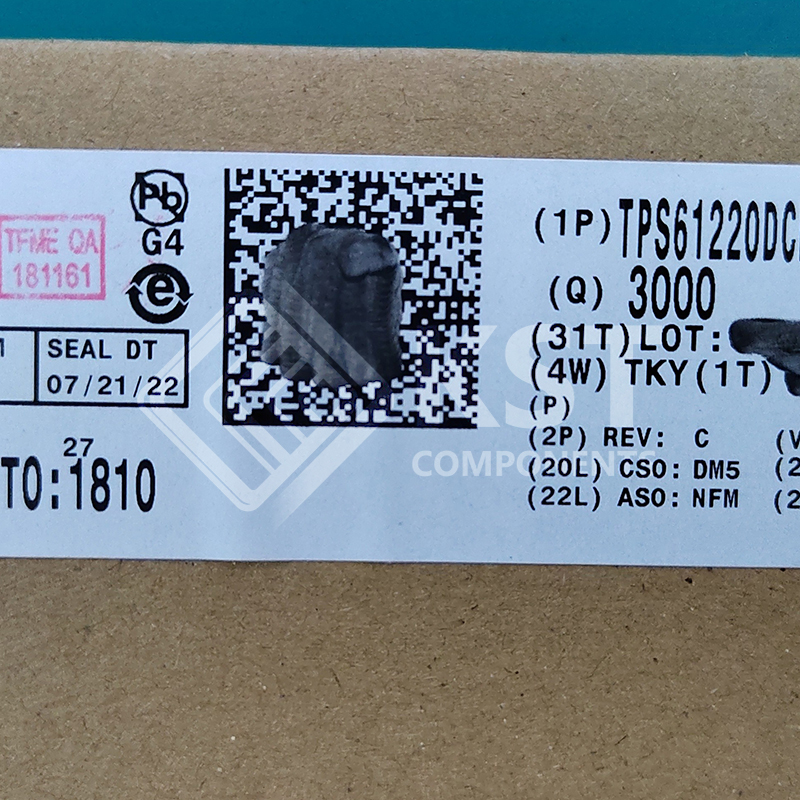 Pb
G4
e
TFME QA
181161
SEAL DT
07/21/22
27
TO:1810
(1P) TPS61220DC
(Q) 3000
(31T)LOT:
(4W) TKY(1T)
(P)
(2P) REV: C
(20L) CSO: DM5
(22L) ASO: NFM
XST
COMPONENTS